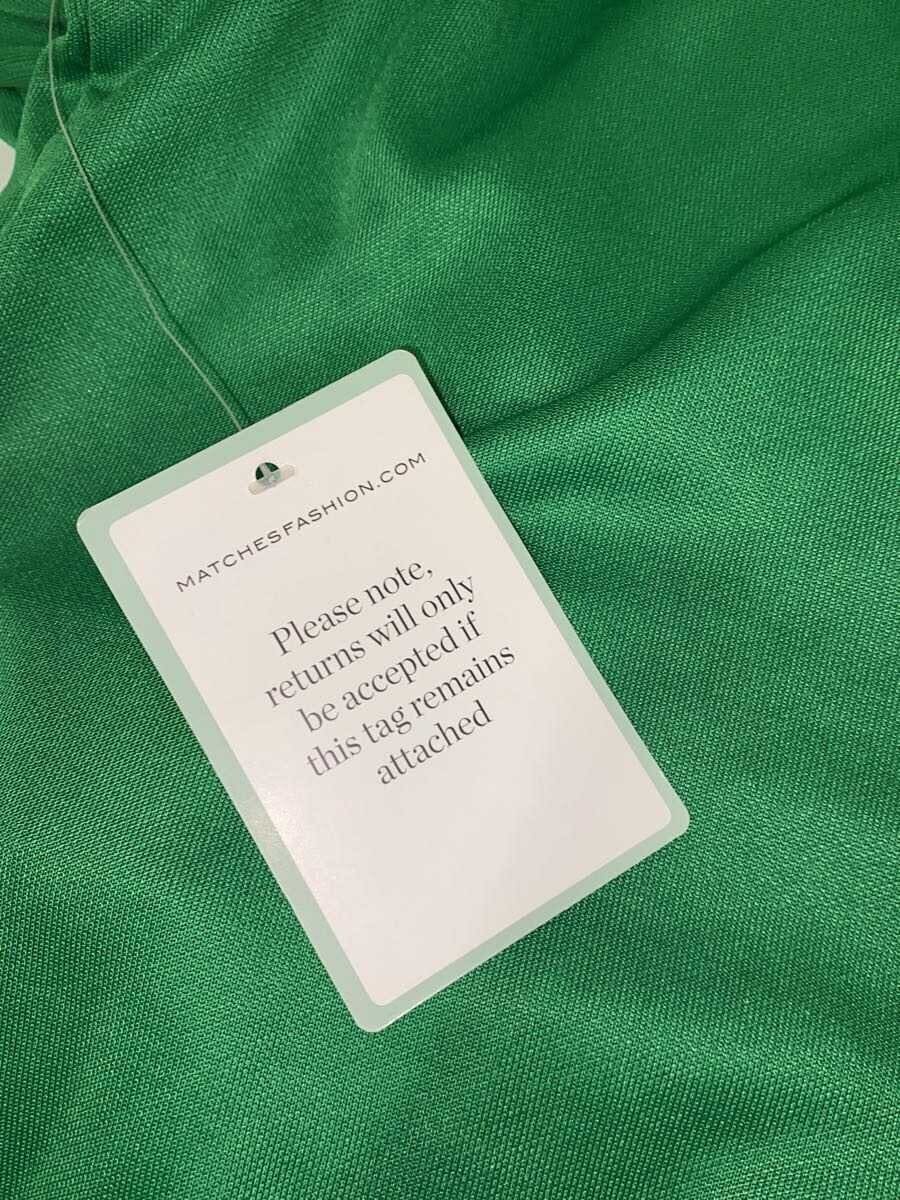 MATCHESFASHION.COM
Please note,
returns will only
be accepted if
this tag remains
attached